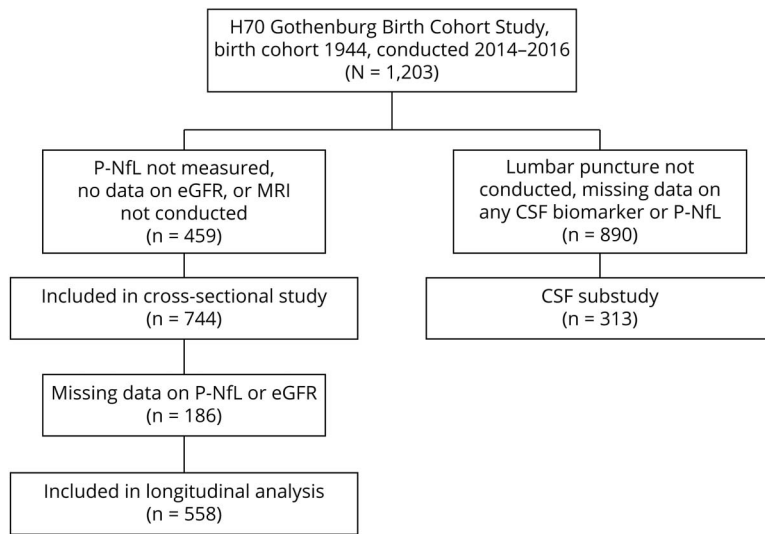 H70 Gothenburg Birth Cohort Study,
birth cohort 1944, conducted 2014–2016
(N = 1,203)
P-NfL not measured,
no data on eGFR, or MRI
not conducted
(n = 459)
Lumbar puncture not
conducted, missing data on
any CSF biomarker or P-NfL
(n = 890)
Included in cross-sectional study
(n = 744)
CSF substudy
(n = 313)
Missing data on P-NfL or eGFR
(n = 186)
Included in longitudinal analysis
(n = 558)